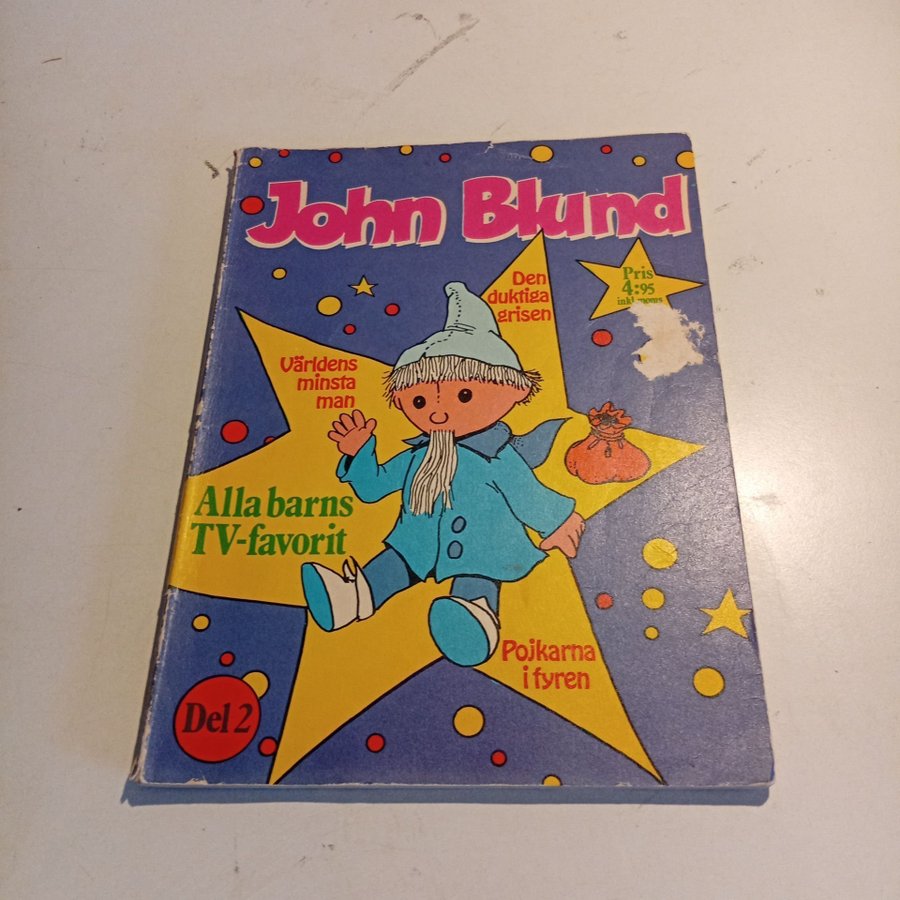 John Blund
Den
duktiga
grisen
Pris
4:95
inkl moms
Världens
minsta
man
Alla barns
TV-favorit
Pojkarna
i fyren
Del 2